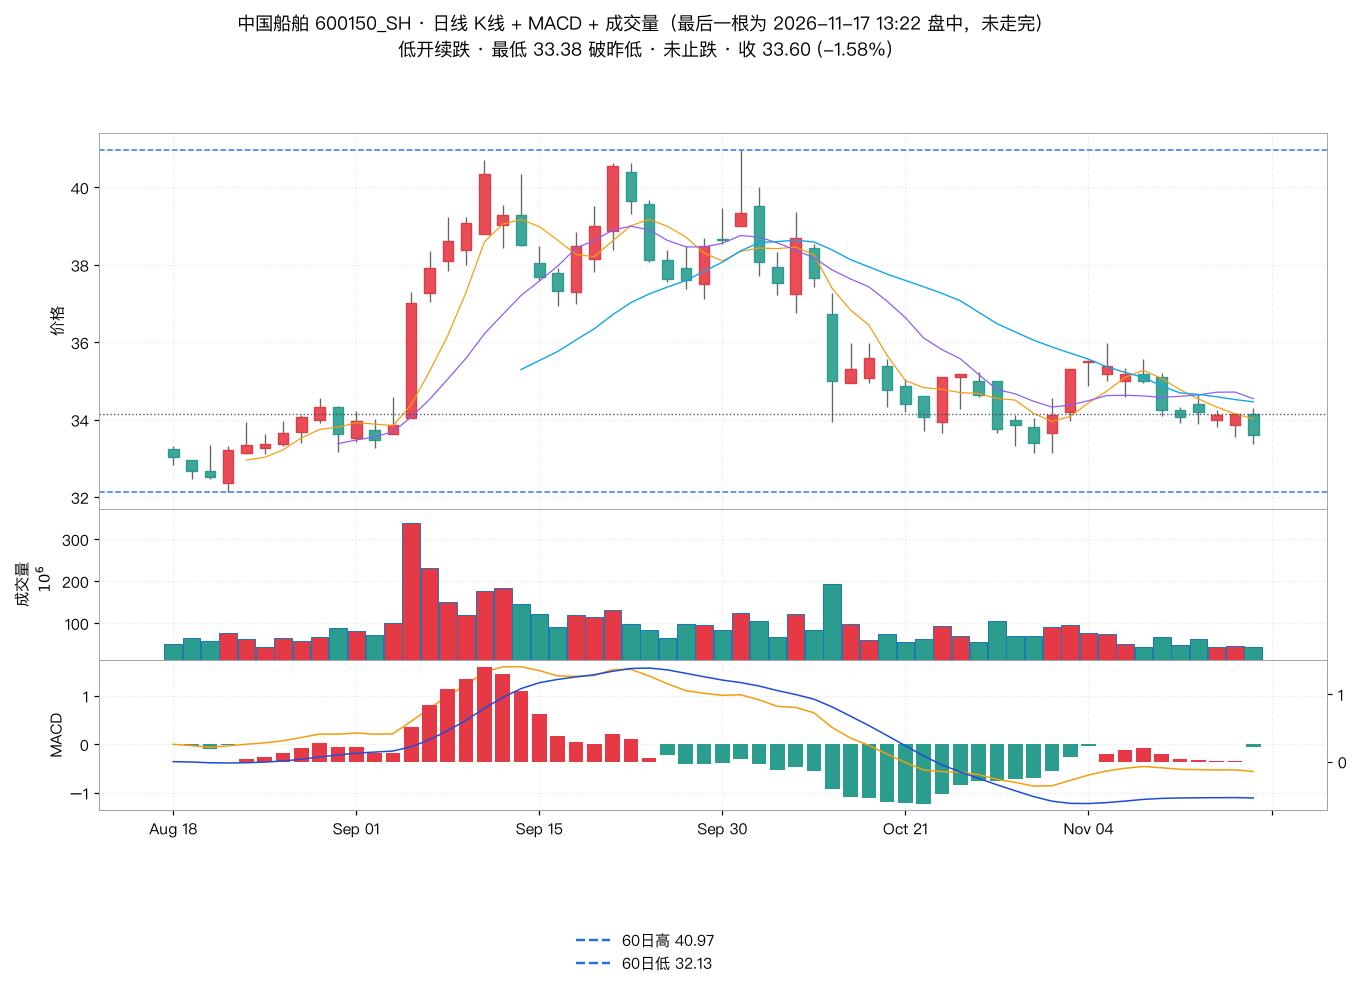 中国船舶 600150_SH · 日线 K线 + MACD + 成交量（最后一根为 2026−11−17 13:22 盘中，未走完）
低开续跌 · 最低 33.38 破昨低 · 未止跌 · 收 33.60 (−1.58%)
价格
40
38
36
34
32
成交量
10⁶
300
200
100
MACD
1
0
−1
1
0
Aug 18
Sep 01
Sep 15
Sep 30
Oct 21
Nov 04
60日高 40.97
60日低 32.13